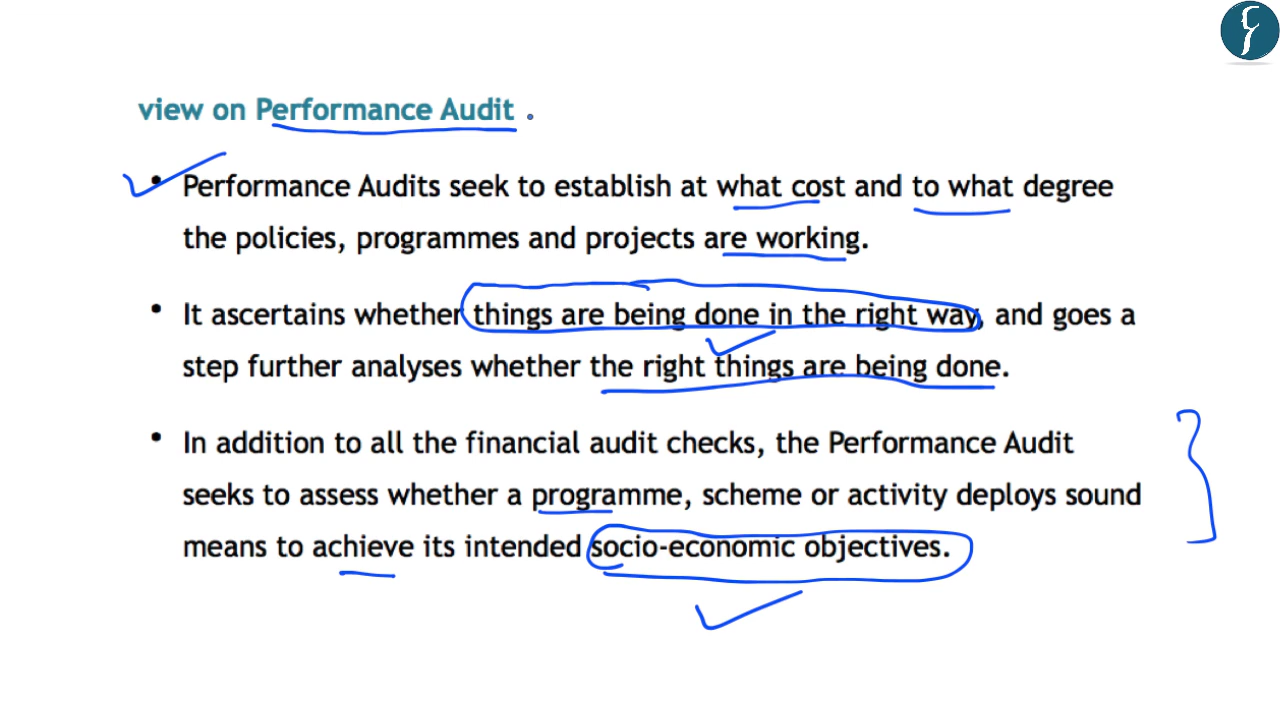 view on Performance Audit .
• Performance Audits seek to establish at what cost and to what degree
the policies, programmes and projects are working.
• It ascertains whether things are being done in the right way, and goes a
step further analyses whether the right things are being done.
• In addition to all the financial audit checks, the Performance Audit
seeks to assess whether a programme, scheme or activity deploys sound
means to achieve its intended socio-economic objectives.